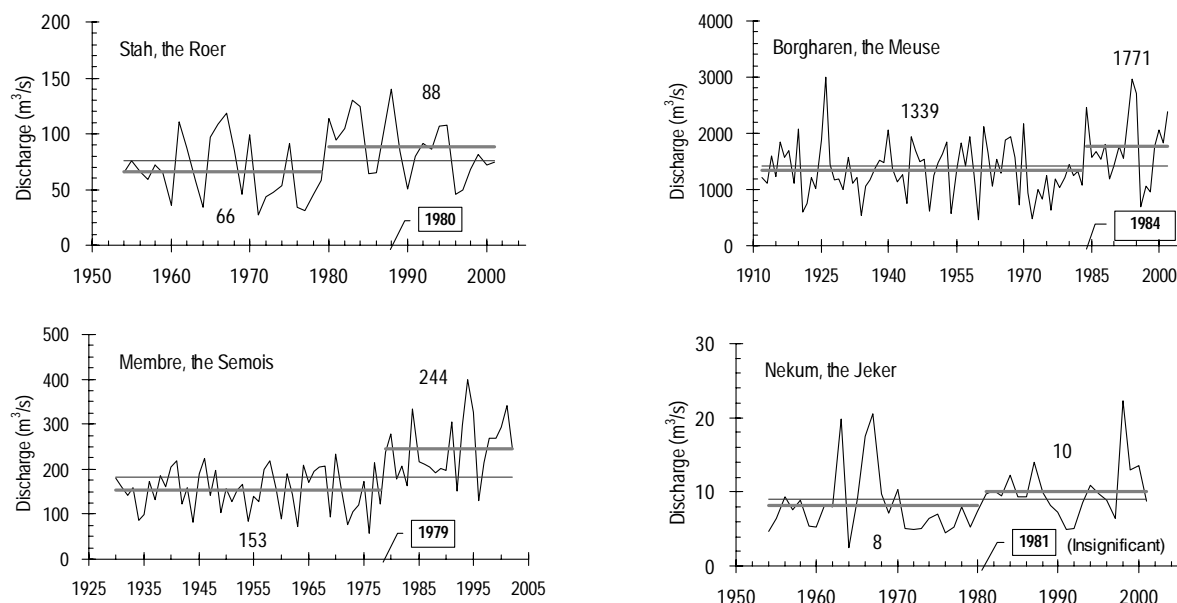 Stah, the Roer
Discharge (m³/s)
200
150
100
50
0
88
66
1980
1950 1960 1970 1980 1990 2000
Borgharen, the Meuse
Discharge (m³/s)
4000
3000
2000
1000
0
1771
1339
1984
1910 1925 1940 1955 1970 1985 2000
Membre, the Semois
Discharge (m³/s)
500
400
300
200
100
0
244
153
1979
1925 1935 1945 1955 1965 1975 1985 1995 2005
Nekum, the Jeker
Discharge (m³/s)
30
20
10
0
10
8
1981 (Insignificant)
1950 1960 1970 1980 1990 2000